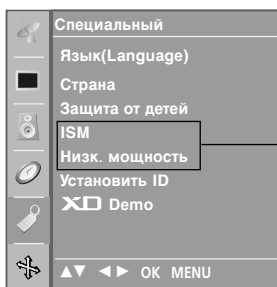 Специальный
Язык(Language)
Страна
Защита от детей
ISM
Низк. мощность
Установить ID
XD Demo
▲▼ ◄► OK MENU